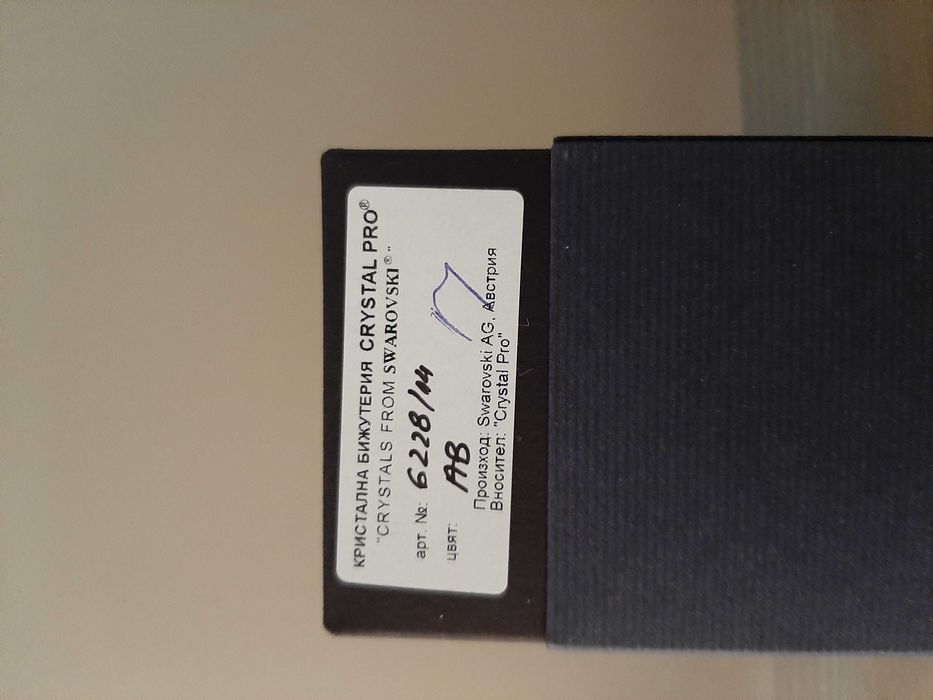 КРИСТАЛНА БИЖУТЕРИЯ CRYSTAL PRO®
"CRYSTALS FROM SWAROVSKI®"
арт. №: 6228/14
цвят: AB
Произход: Swarovski AG, Австрия
Вносител: "Crystal Pro"